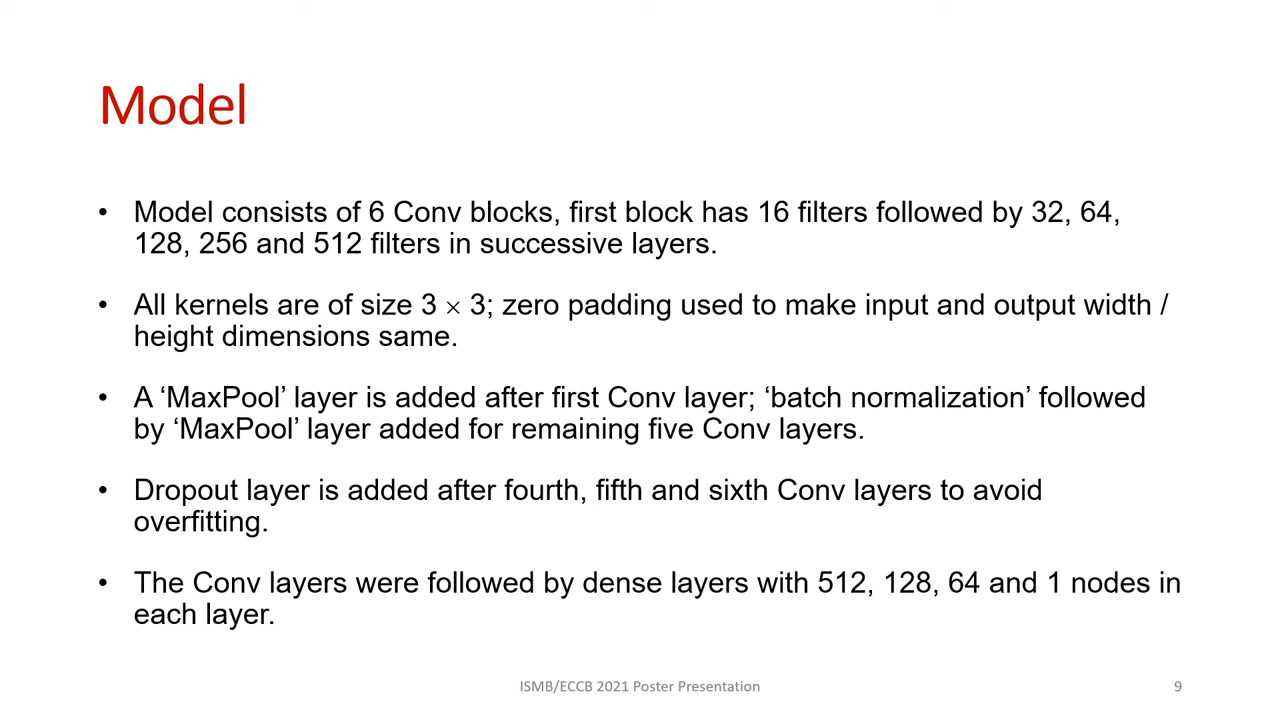 Model
• Model consists of 6 Conv blocks, first block has 16 filters followed by 32, 64,
128, 256 and 512 filters in successive layers.
• All kernels are of size 3 × 3; zero padding used to make input and output width /
height dimensions same.
• A ‘MaxPool’ layer is added after first Conv layer; ‘batch normalization’ followed
by ‘MaxPool’ layer added for remaining five Conv layers.
• Dropout layer is added after fourth, fifth and sixth Conv layers to avoid
overfitting.
• The Conv layers were followed by dense layers with 512, 128, 64 and 1 nodes in
each layer.
ISMB/ECCB 2021 Poster Presentation
9